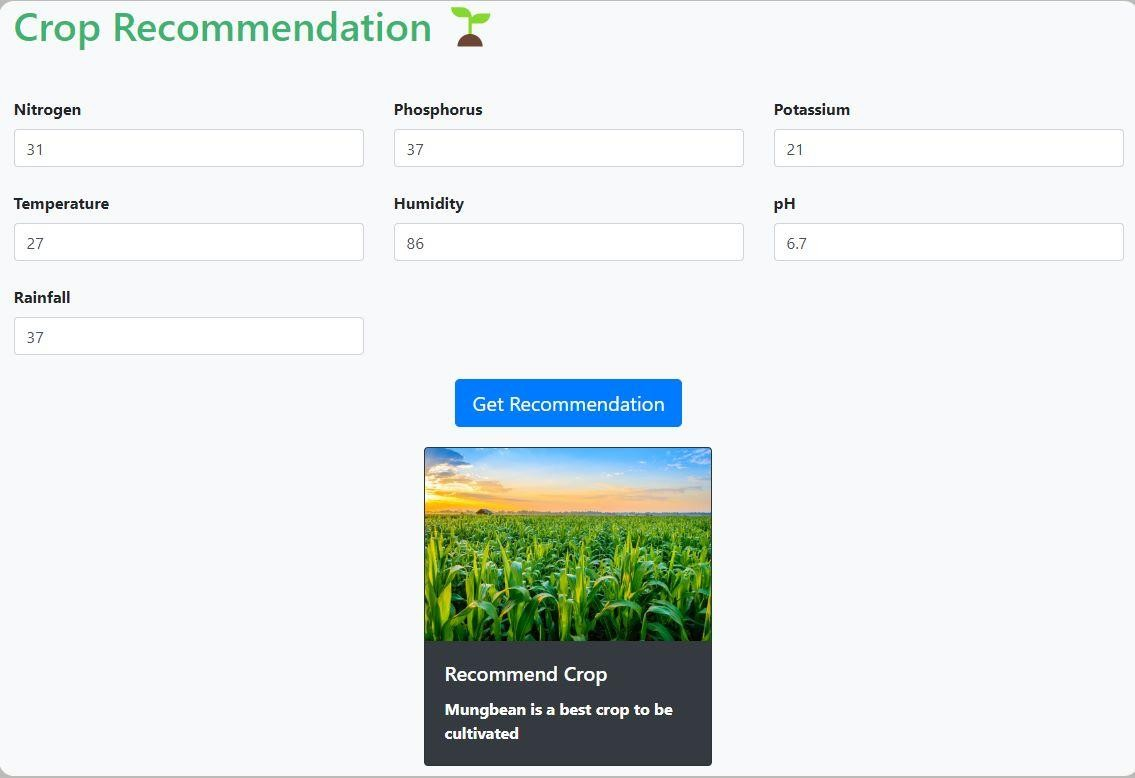 Crop Recommendation
Nitrogen Phosphorus Potassium
31 37 21
Temperature Humidity pH
27 86 6.7
Rainfall
37
Get Recommendation
Recommend Crop
Mungbean is a best crop to be
cultivated